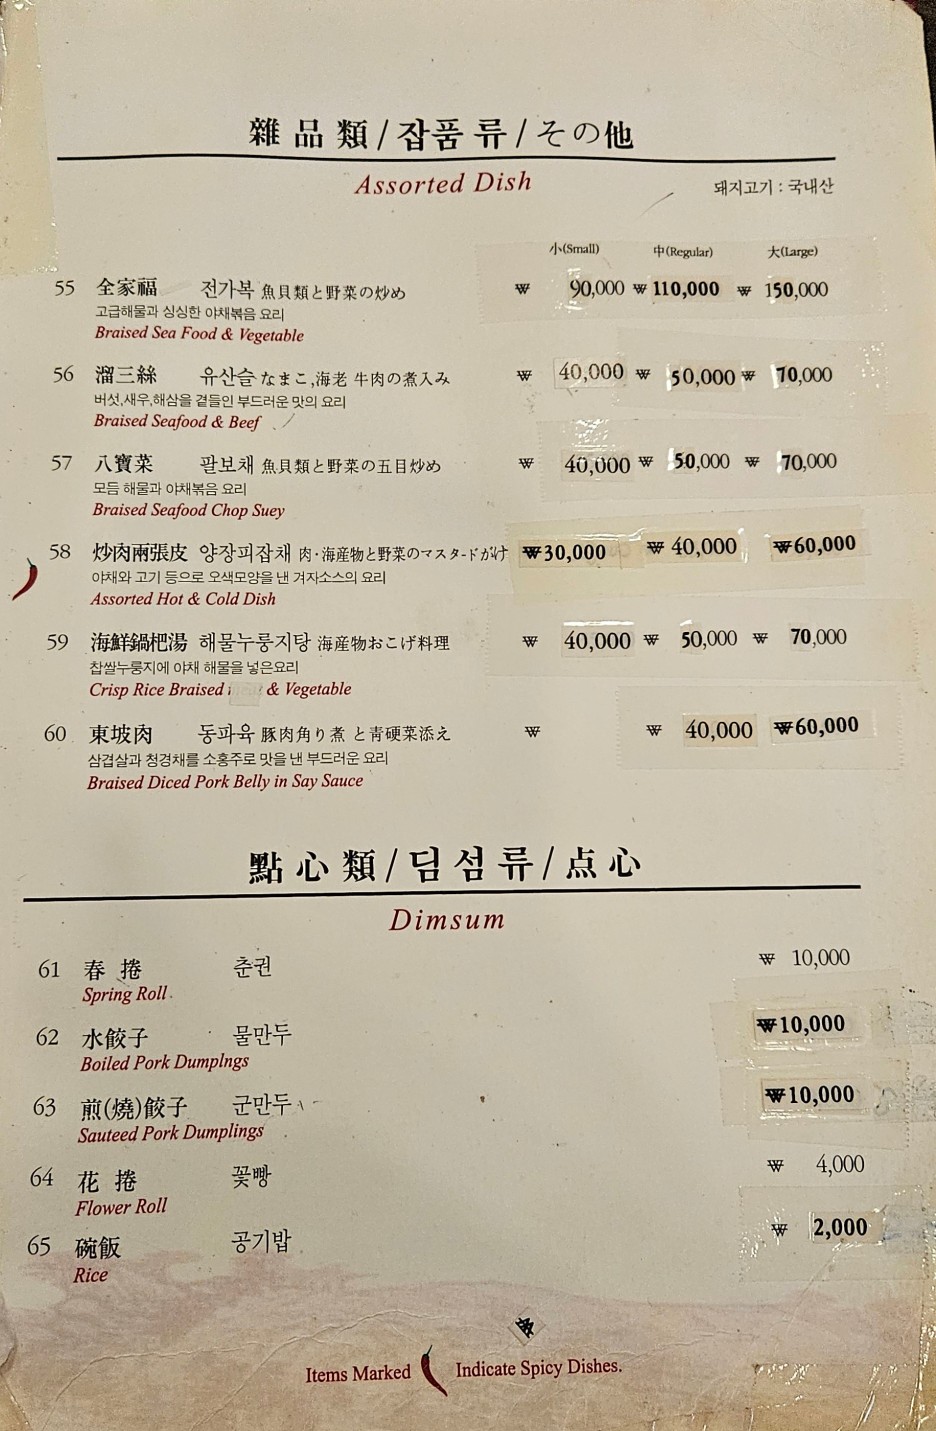 雜品類/잡품류/その他
Assorted Dish
돼지고기 : 국내산
小(Small) 中(Regular) 大(Large)
55 全家福 전가복 魚貝類と野菜の炒め ₩ 90,000 ₩ 110,000 ₩ 150,000
고급해물과 싱싱한 야채볶음 요리
Braised Sea Food & Vegetable
56 溜三絲 유산슬 なまこ,海老 牛肉の煮入み ₩ 40,000 ₩ 50,000 ₩ 70,000
버섯,새우,해삼을 곁들인 부드러운 맛의 요리
Braised Seafood & Beef
57 八寶菜 팔보채 魚貝類と野菜の五目炒め ₩ 40,000 ₩ 50,000 ₩ 70,000
모듬 해물과 야채볶음 요리
Braised Seafood Chop Suey
58 炒肉兩張皮 양장피잡채 肉·海産物と野菜のマスタードがけ ₩30,000 ₩ 40,000 ₩60,000
야채와 고기 등으로 오색모양을 낸 겨자소스의 요리
Assorted Hot & Cold Dish
59 海鮮鍋杷湯 해물누룽지탕 海産物おこげ料理 ₩ 40,000 ₩ 50,000 ₩ 70,000
찹쌀누룽지에 야채 해물을 넣은요리
Crisp Rice Braised & Vegetable
60 東坡肉 동파육 豚肉角り煮 と青硬菜添え ₩ ₩ 40,000 ₩60,000
삼겹살과 청경채를 소홍주로 맛을 낸 부드러운 요리
Braised Diced Pork Belly in Say Sauce
點心類/딤섬류/点心
Dimsum
61 春捲 춘권 ₩ 10,000
Spring Roll
62 水餃子 물만두 ₩10,000
Boiled Pork Dumplngs
63 煎(燒)餃子 군만두 ₩10,000
Sauteed Pork Dumplings
64 花捲 꽃빵 ₩ 4,000
Flower Roll
65 碗飯 공기밥 ₩ 2,000
Rice
₩
Items Marked Indicate Spicy Dishes.